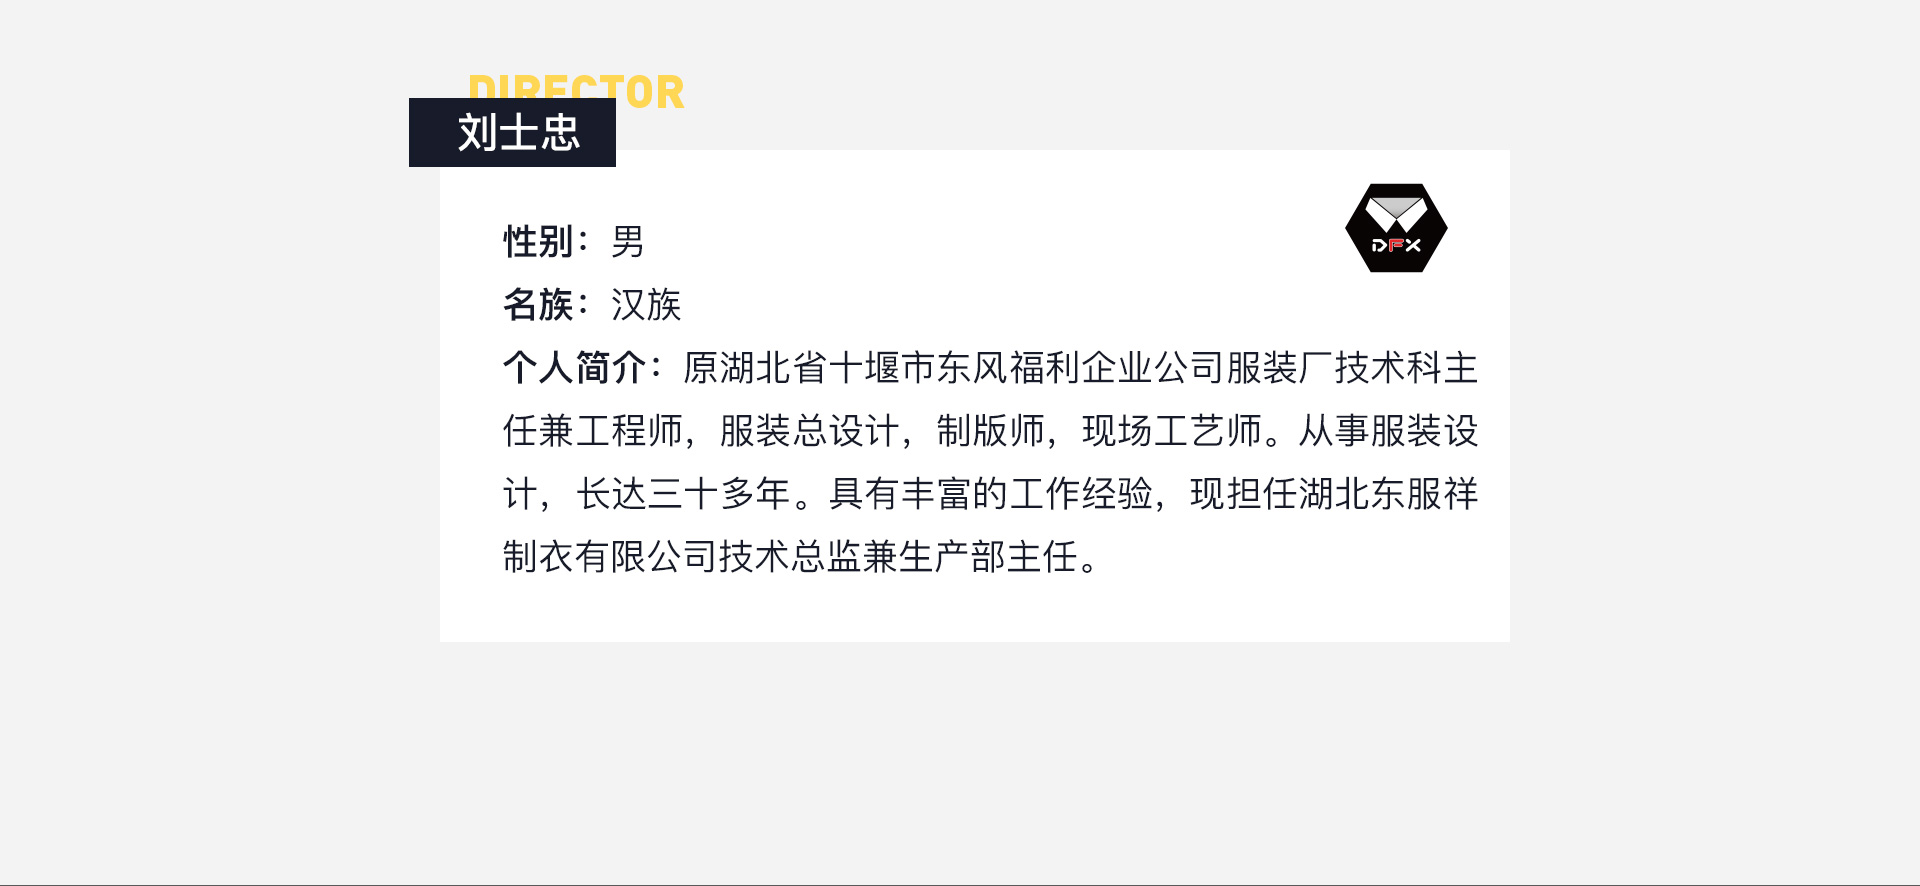 DIRECTOR
刘士忠
DFX
性别：男
名族：汉族
个人简介：原湖北省十堰市东风福利企业公司服装厂技术科主
任兼工程师，服装总设计，制版师，现场工艺师。从事服装设
计，长达三十多年。具有丰富的工作经验，现担任湖北东服祥
制衣有限公司技术总监兼生产部主任。